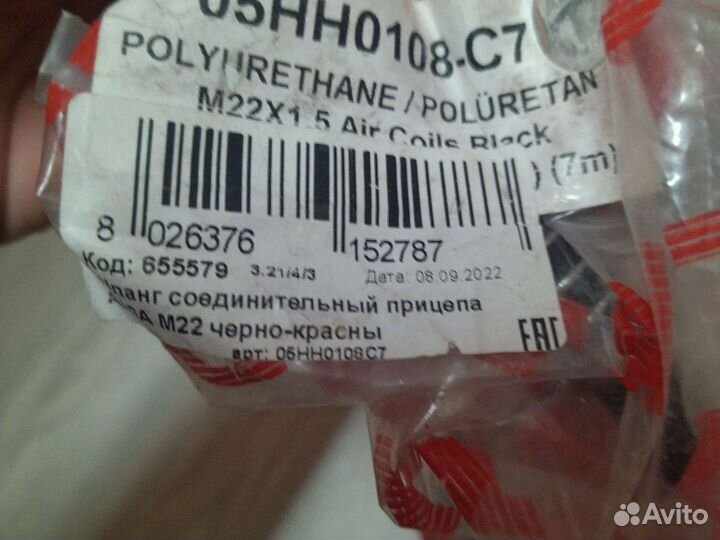 05HH0108-C7
POLYURETHANE / POLÜRETAN
M22X1.5 Air Coils Black
) (7m)
8 026376 152787
Код: 655579 3.21/4/3 Дата: 08.09.2022
Шланг соединительный прицепа
М22 черно-красны
арт: 05HH0108C7
EAC
Avito